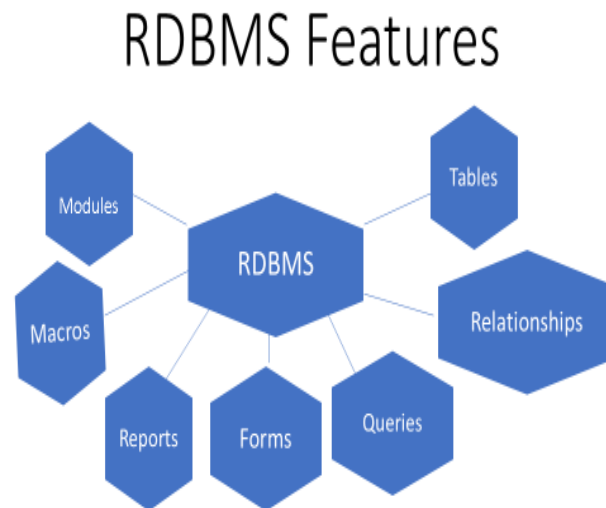 RDBMS Features
Modules
Tables
RDBMS
Macros
Relationships
Reports
Forms
Queries